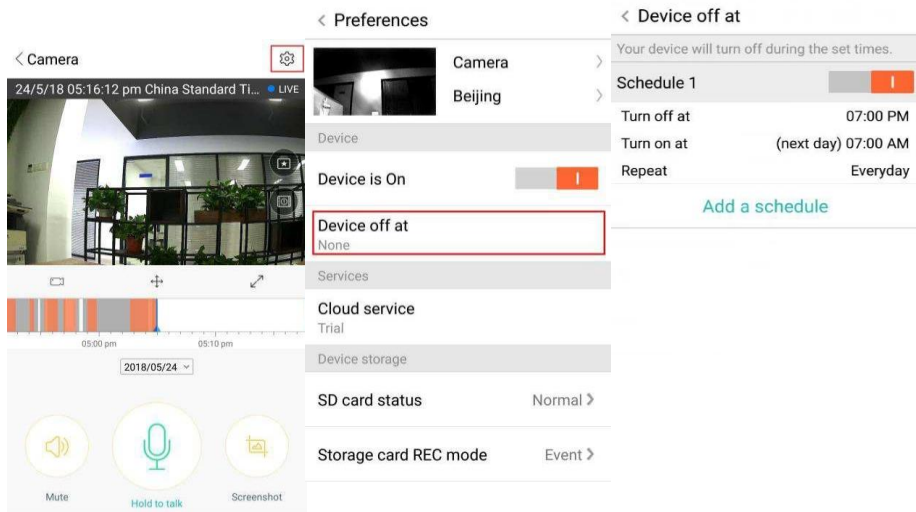 Camera
24/5/18 05:16:12 pm China Standard Ti... LIVE
05:00 pm
05:10 pm
2018/05/24
Mute
Hold to talk
Screenshot
Preferences
Camera
Beijing
Device
Device is On
Device off at
None
Services
Cloud service
Trial
Device storage
SD card status Normal
Storage card REC mode Event
Device off at
Your device will turn off during the set times.
Schedule 1
Turn off at 07:00 PM
Turn on at (next day) 07:00 AM
Repeat Everyday
Add a schedule